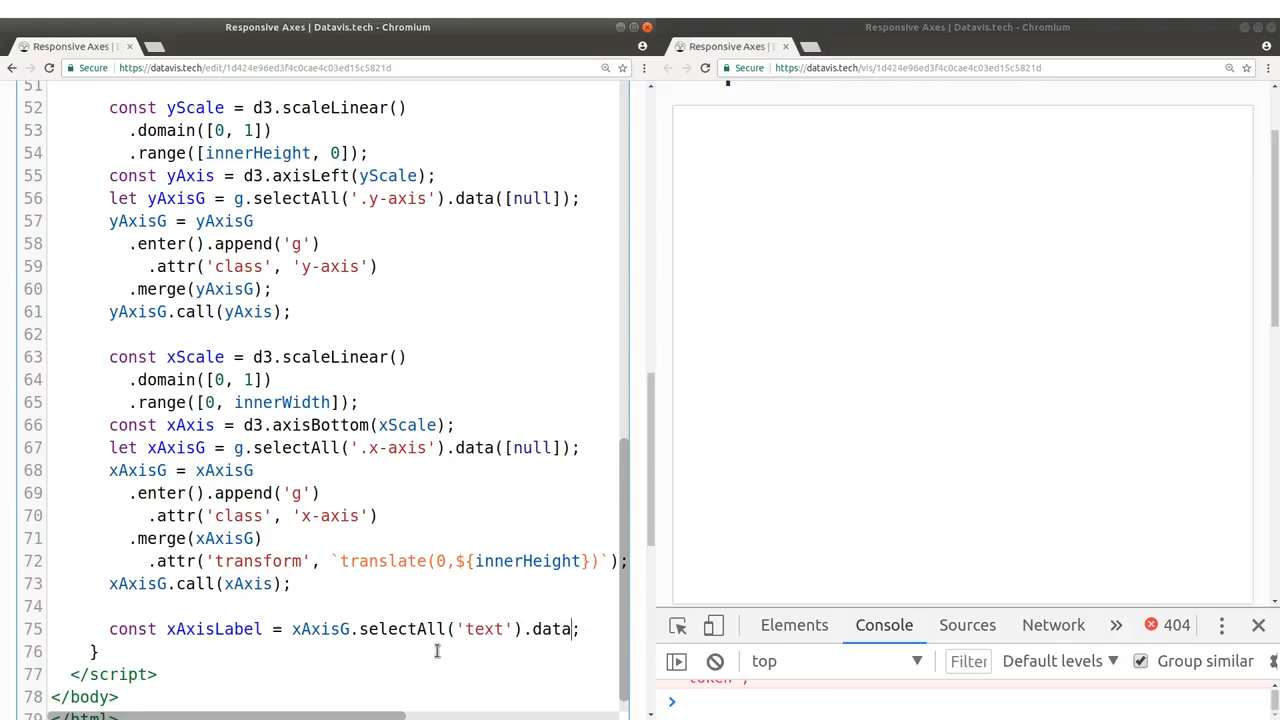 Responsive Axes | Datavis.tech - Chromium
Responsive Axes |
Secure https://datavis.tech/edit/1d424e96ed3f4c0cae4c03ed15c5821d
51
52 const yScale = d3.scaleLinear()
53 .domain([0, 1])
54 .range([innerHeight, 0]);
55 const yAxis = d3.axisLeft(yScale);
56 let yAxisG = g.selectAll('.y-axis').data([null]);
57 yAxisG = yAxisG
58 .enter().append('g')
59 .attr('class', 'y-axis')
60 .merge(yAxisG);
61 yAxisG.call(yAxis);
62
63 const xScale = d3.scaleLinear()
64 .domain([0, 1])
65 .range([0, innerWidth]);
66 const xAxis = d3.axisBottom(xScale);
67 let xAxisG = g.selectAll('.x-axis').data([null]);
68 xAxisG = xAxisG
69 .enter().append('g')
70 .attr('class', 'x-axis')
71 .merge(xAxisG)
72 .attr('transform', `translate(0,${innerHeight})`);
73 xAxisG.call(xAxis);
74
75 const xAxisLabel = xAxisG.selectAll('text').data;
76 }
77 </script>
78 </body>
79 </html>
Responsive Axes | Datavis.tech - Chromium
Responsive Axes |
Secure https://datavis.tech/vis/1d424e96ed3f4c0cae4c03ed15c5821d
Elements Console Sources Network » 404
top Filter Default levels Group similar